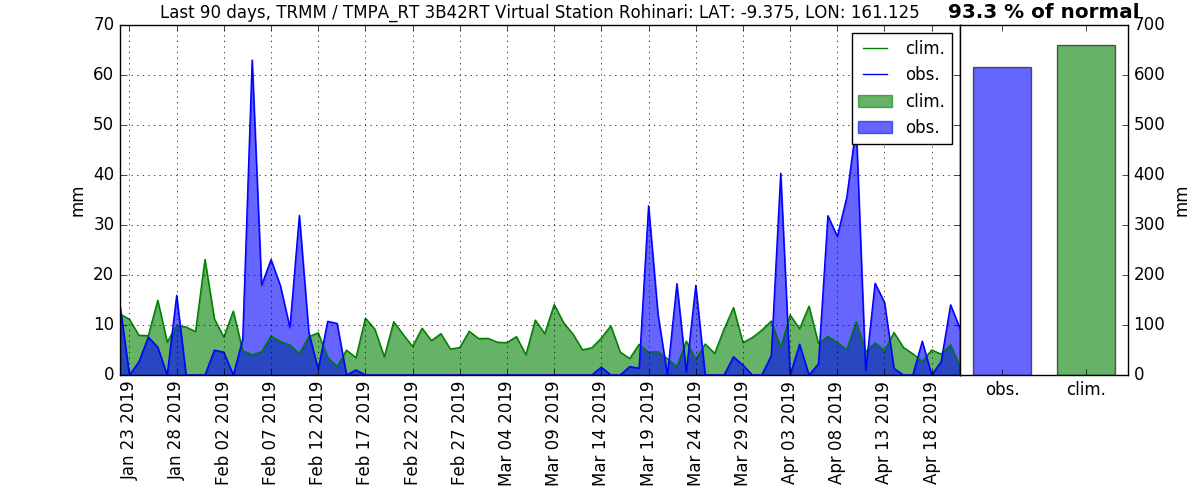 Last 90 days, TRMM / TMPA_RT 3B42RT Virtual Station Rohinari: LAT: -9.375, LON: 161.125
93.3 % of normal
70
60
50
40
30
20
10
0
mm
clim.
obs.
clim.
obs.
Jan 23 2019
Jan 28 2019
Feb 02 2019
Feb 07 2019
Feb 12 2019
Feb 17 2019
Feb 22 2019
Feb 27 2019
Mar 04 2019
Mar 09 2019
Mar 14 2019
Mar 19 2019
Mar 24 2019
Mar 29 2019
Apr 03 2019
Apr 08 2019
Apr 13 2019
Apr 18 2019
700
600
500
400
300
200
100
0
mm
obs.
clim.